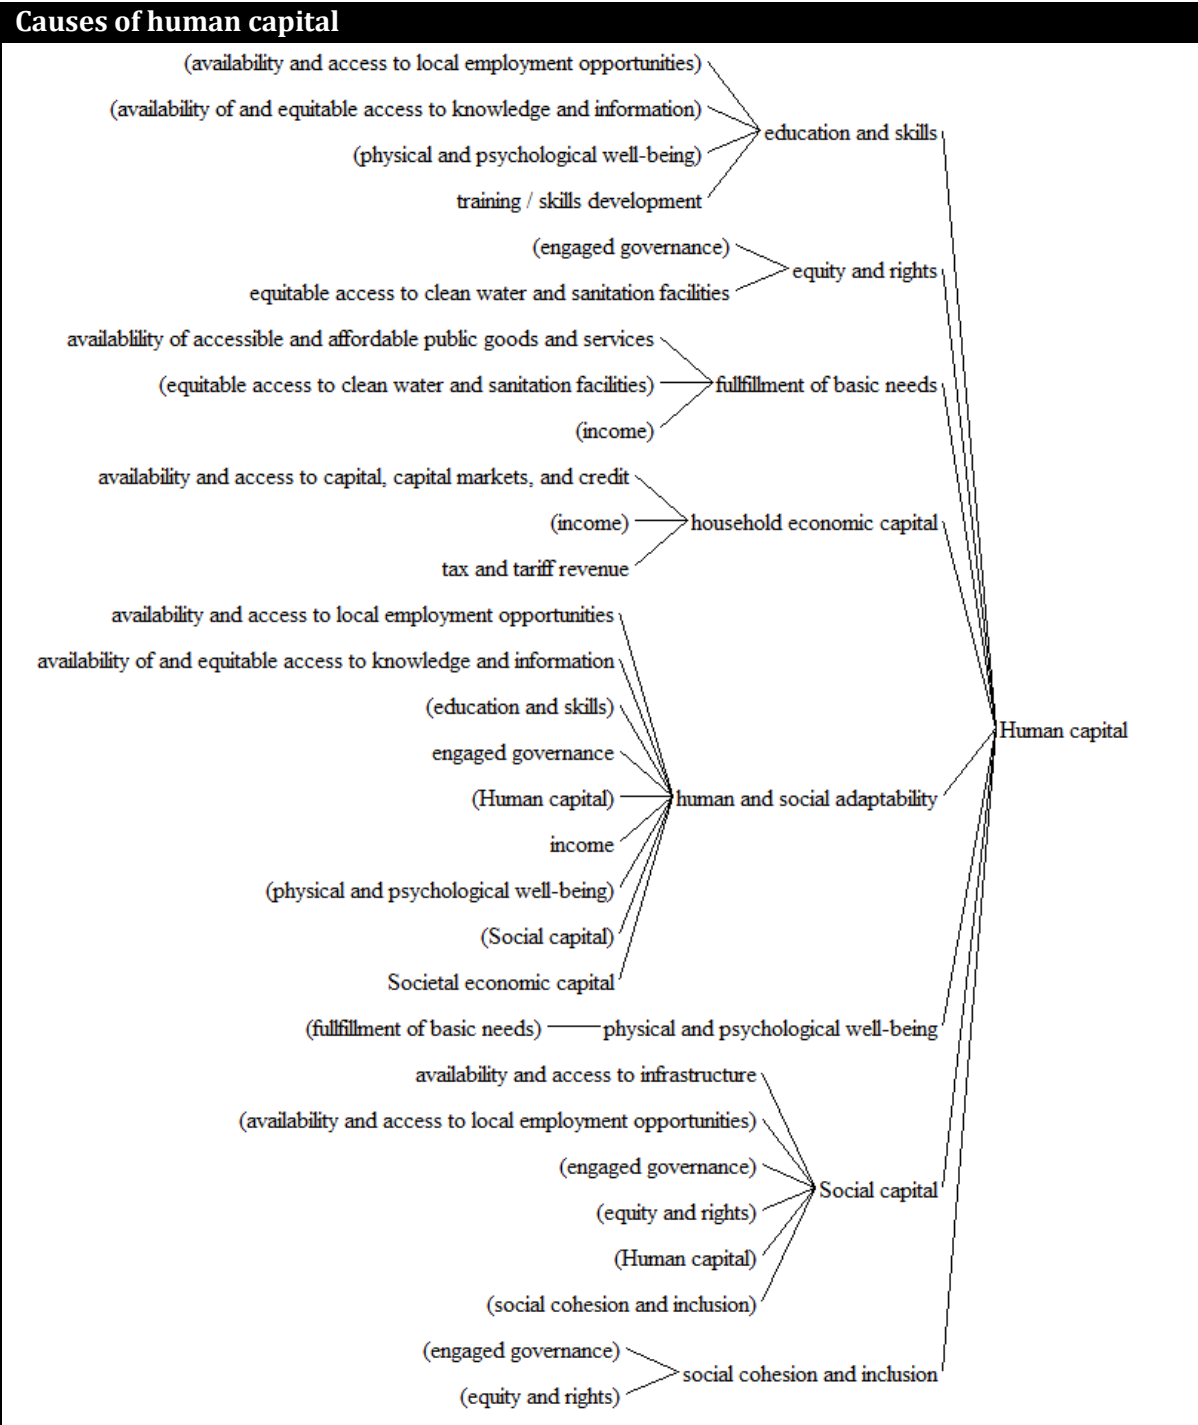 Causes of human capital
(availability and access to local employment opportunities)
(availability of and equitable access to knowledge and information)
education and skills
(physical and psychological well-being)
training / skills development
(engaged governance)
equity and rights
equitable access to clean water and sanitation facilities
availablility of accessible and affordable public goods and services
(equitable access to clean water and sanitation facilities)
fullfillment of basic needs
(income)
availability and access to capital, capital markets, and credit
(income)
household economic capital
tax and tariff revenue
availability and access to local employment opportunities
availability of and equitable access to knowledge and information
(education and skills)
engaged governance
(Human capital)
human and social adaptability
income
(physical and psychological well-being)
(Social capital)
Societal economic capital
Human capital
(fullfillment of basic needs)
physical and psychological well-being
availability and access to infrastructure
(availability and access to local employment opportunities)
(engaged governance)
Social capital
(equity and rights)
(Human capital)
(social cohesion and inclusion)
(engaged governance)
social cohesion and inclusion
(equity and rights)